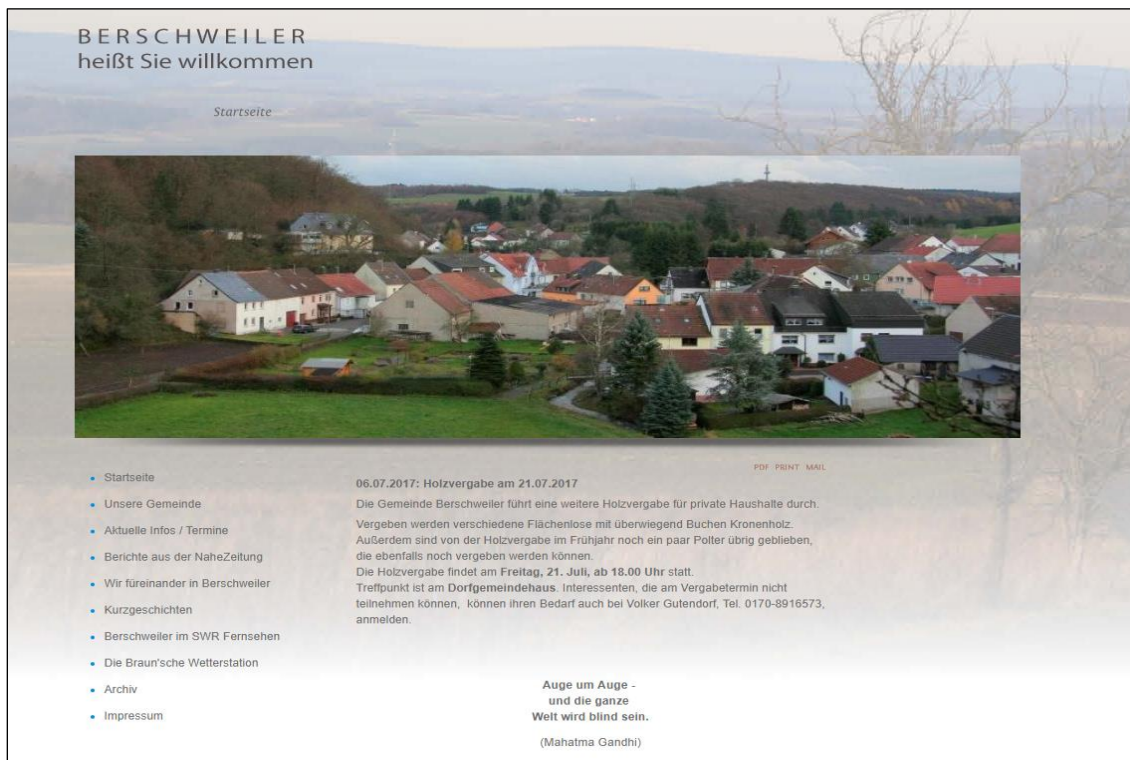 BERSCHWEILER
heißt Sie willkommen
Startseite
Startseite
Unsere Gemeinde
Aktuelle Infos / Termine
Berichte aus der NaheZeitung
Wir füreinander in Berschweiler
Kurzgeschichten
Berschweiler im SWR Fernsehen
Die Braun'sche Wetterstation
Archiv
Impressum
PDF PRINT MAIL
06.07.2017: Holzvergabe am 21.07.2017
Die Gemeinde Berschweiler führt eine weitere Holzvergabe für private Haushalte durch.
Vergeben werden verschiedene Flächenlose mit überwiegend Buchen Kronenholz.
Außerdem sind von der Holzvergabe im Frühjahr noch ein paar Polter übrig geblieben,
die ebenfalls noch vergeben werden können.
Die Holzvergabe findet am Freitag, 21. Juli, ab 18.00 Uhr statt.
Treffpunkt ist am Dorfgemeindehaus. Interessenten, die am Vergabetermin nicht
teilnehmen können, können ihren Bedarf auch bei Volker Gutendorf, Tel. 0170-8916573,
anmelden.
Auge um Auge -
und die ganze
Welt wird blind sein.
(Mahatma Gandhi)